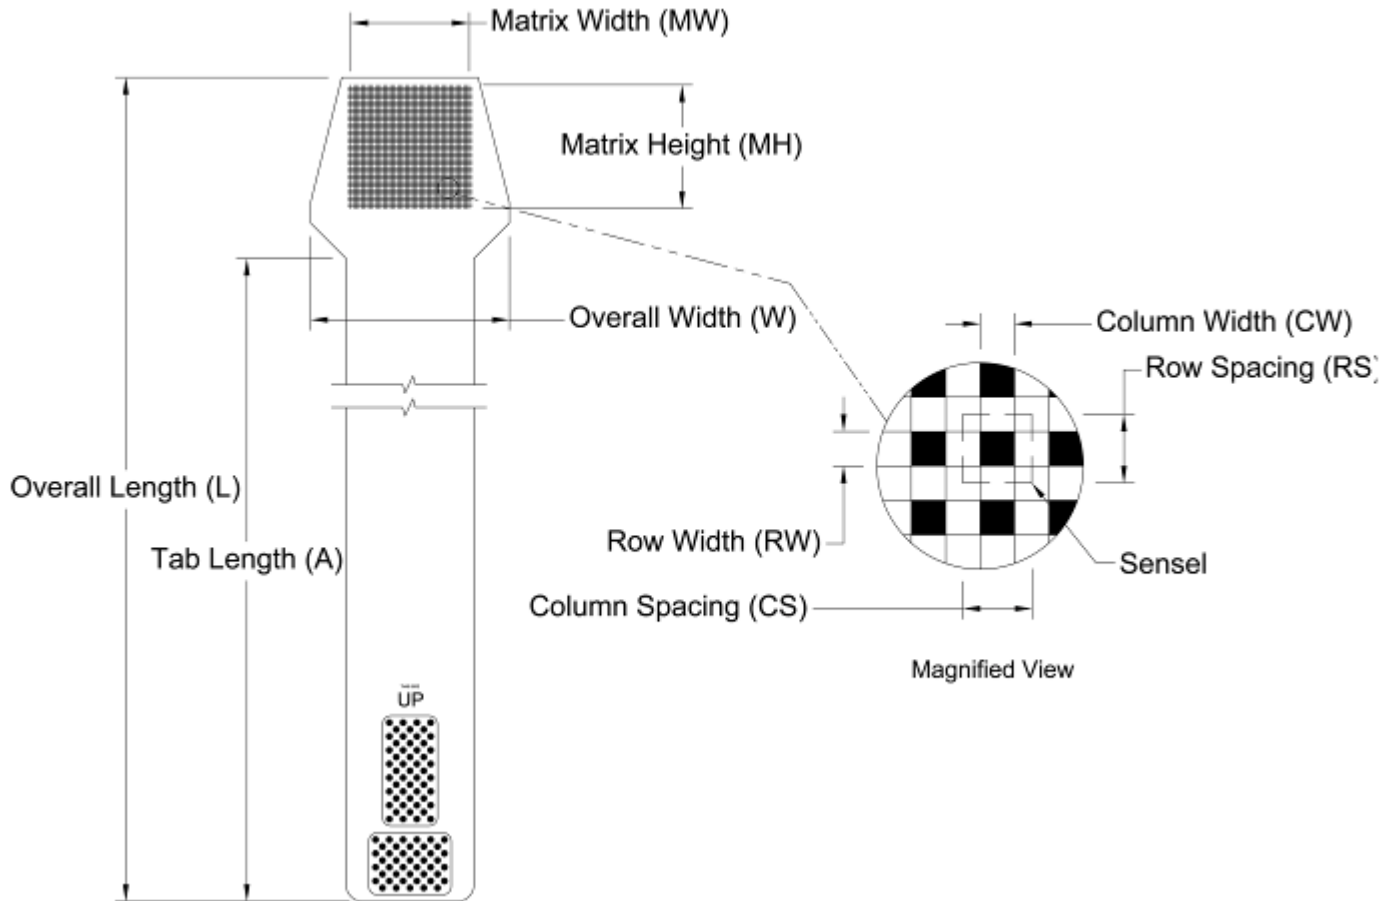 Matrix Width (MW)
Matrix Height (MH)
Overall Width (W)
Column Width (CW)
Row Spacing (RS)
Overall Length (L)
Tab Length (A)
Row Width (RW)
Sensel
Column Spacing (CS)
Magnified View
UP